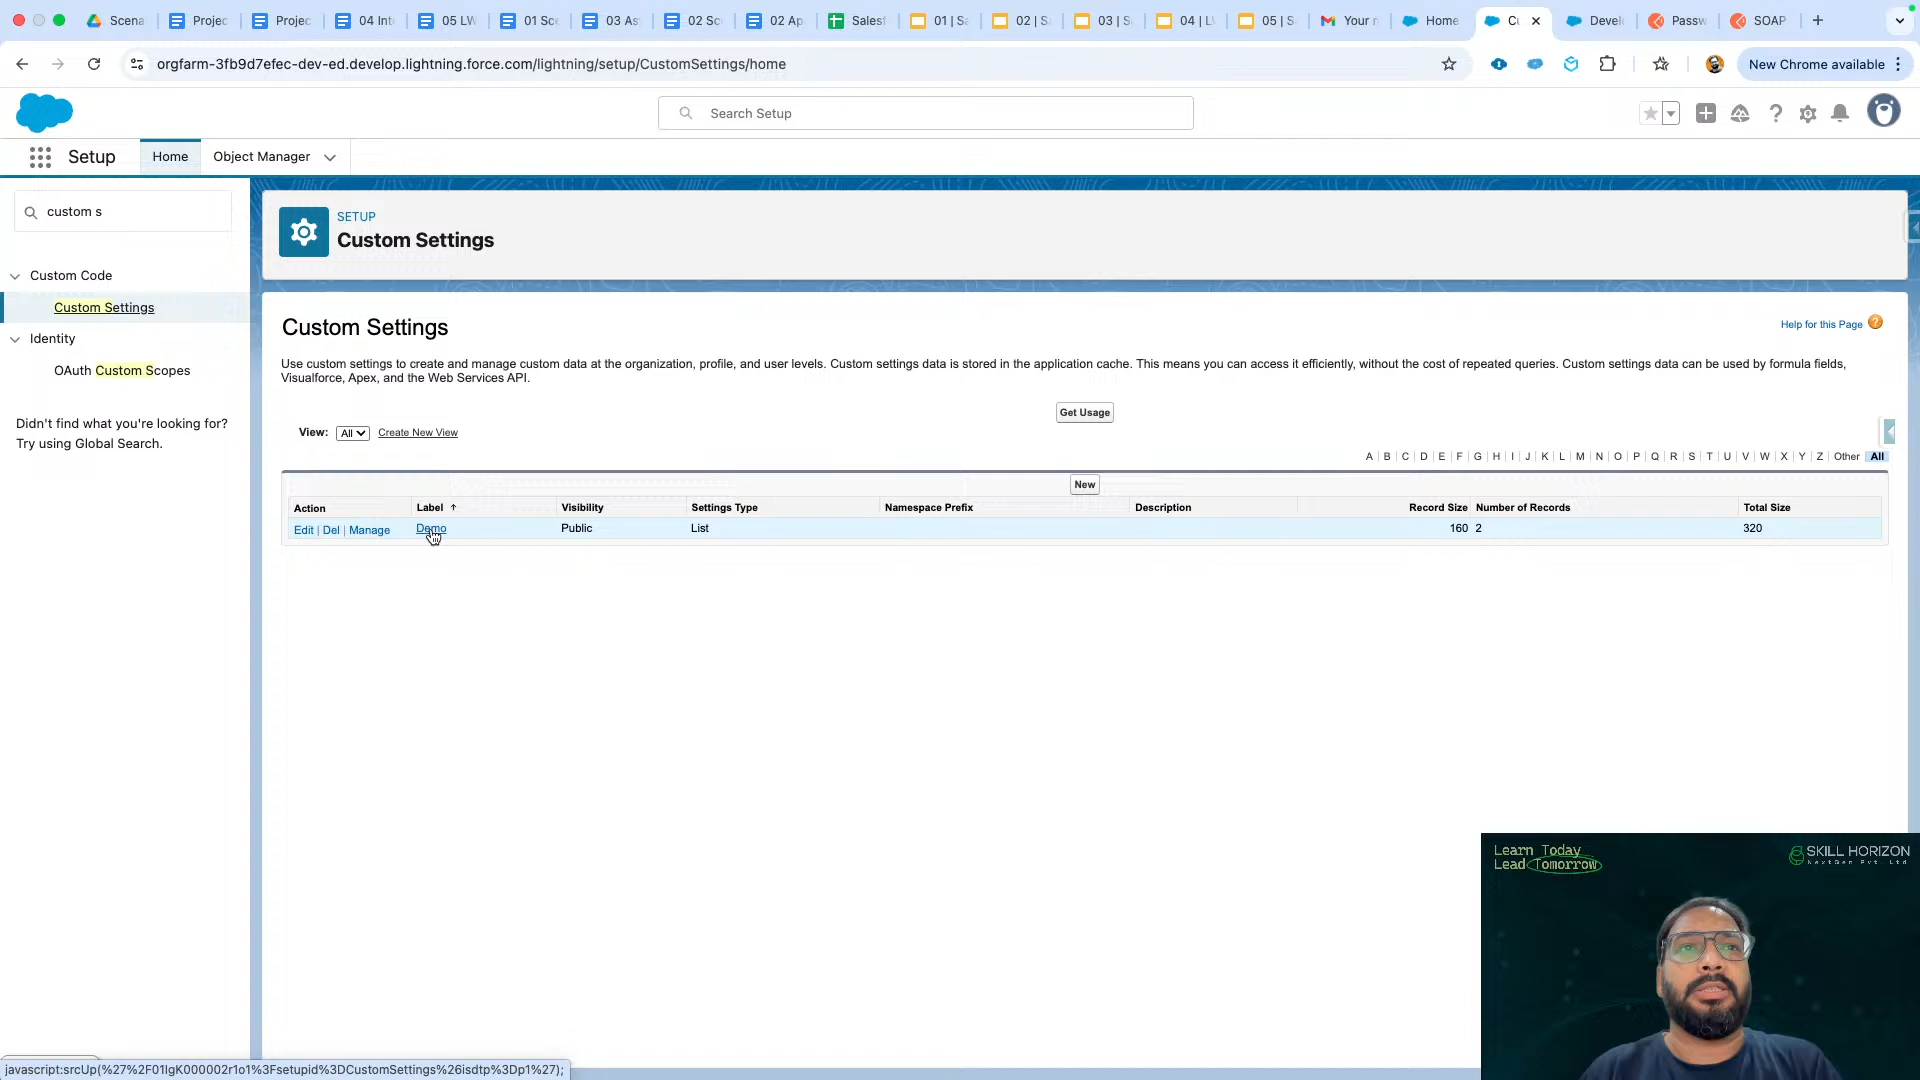 Scena
Projec
Projec
04 Int
05 LW
01 Sce
03 As
02 Sc
02 Ap
Salesf
01 | Sa
02 | S
03 | S
04 | L
05 | S
Your r
Home
Cu
Develo
Passw
SOAP
orgfarm-3fb9d7efec-dev-ed.develop.lightning.force.com/lightning/setup/CustomSettings/home
New Chrome available
Search Setup
Setup
Home
Object Manager
custom s
Custom Code
Custom Settings
Identity
OAuth Custom Scopes
Didn't find what you're looking for?
Try using Global Search.
SETUP
Custom Settings
Custom Settings
Help for this Page
Use custom settings to create and manage custom data at the organization, profile, and user levels. Custom settings data is stored in the application cache. This means you can access it efficiently, without the cost of repeated queries. Custom settings data can be used by formula fields,
Visualforce, Apex, and the Web Services API.
Get Usage
View: All Create New View
A | B | C | D | E | F | G | H | I | J | K | L | M | N | O | P | Q | R | S | T | U | V | W | X | Y | Z | Other All
New
Action Label Visibility Settings Type Namespace Prefix Description Record Size Number of Records Total Size
Edit | Del | Manage Demo Public List 160 2 320
Learn Today
Lead Tomorrow
SKILL HORIZON
NextGen Pvt. Ltd
javascript:srcUp(%27%2F01IgK000002r1o1%3Fsetupid%3DCustomSettings%26isdtp%3Dp1%27);